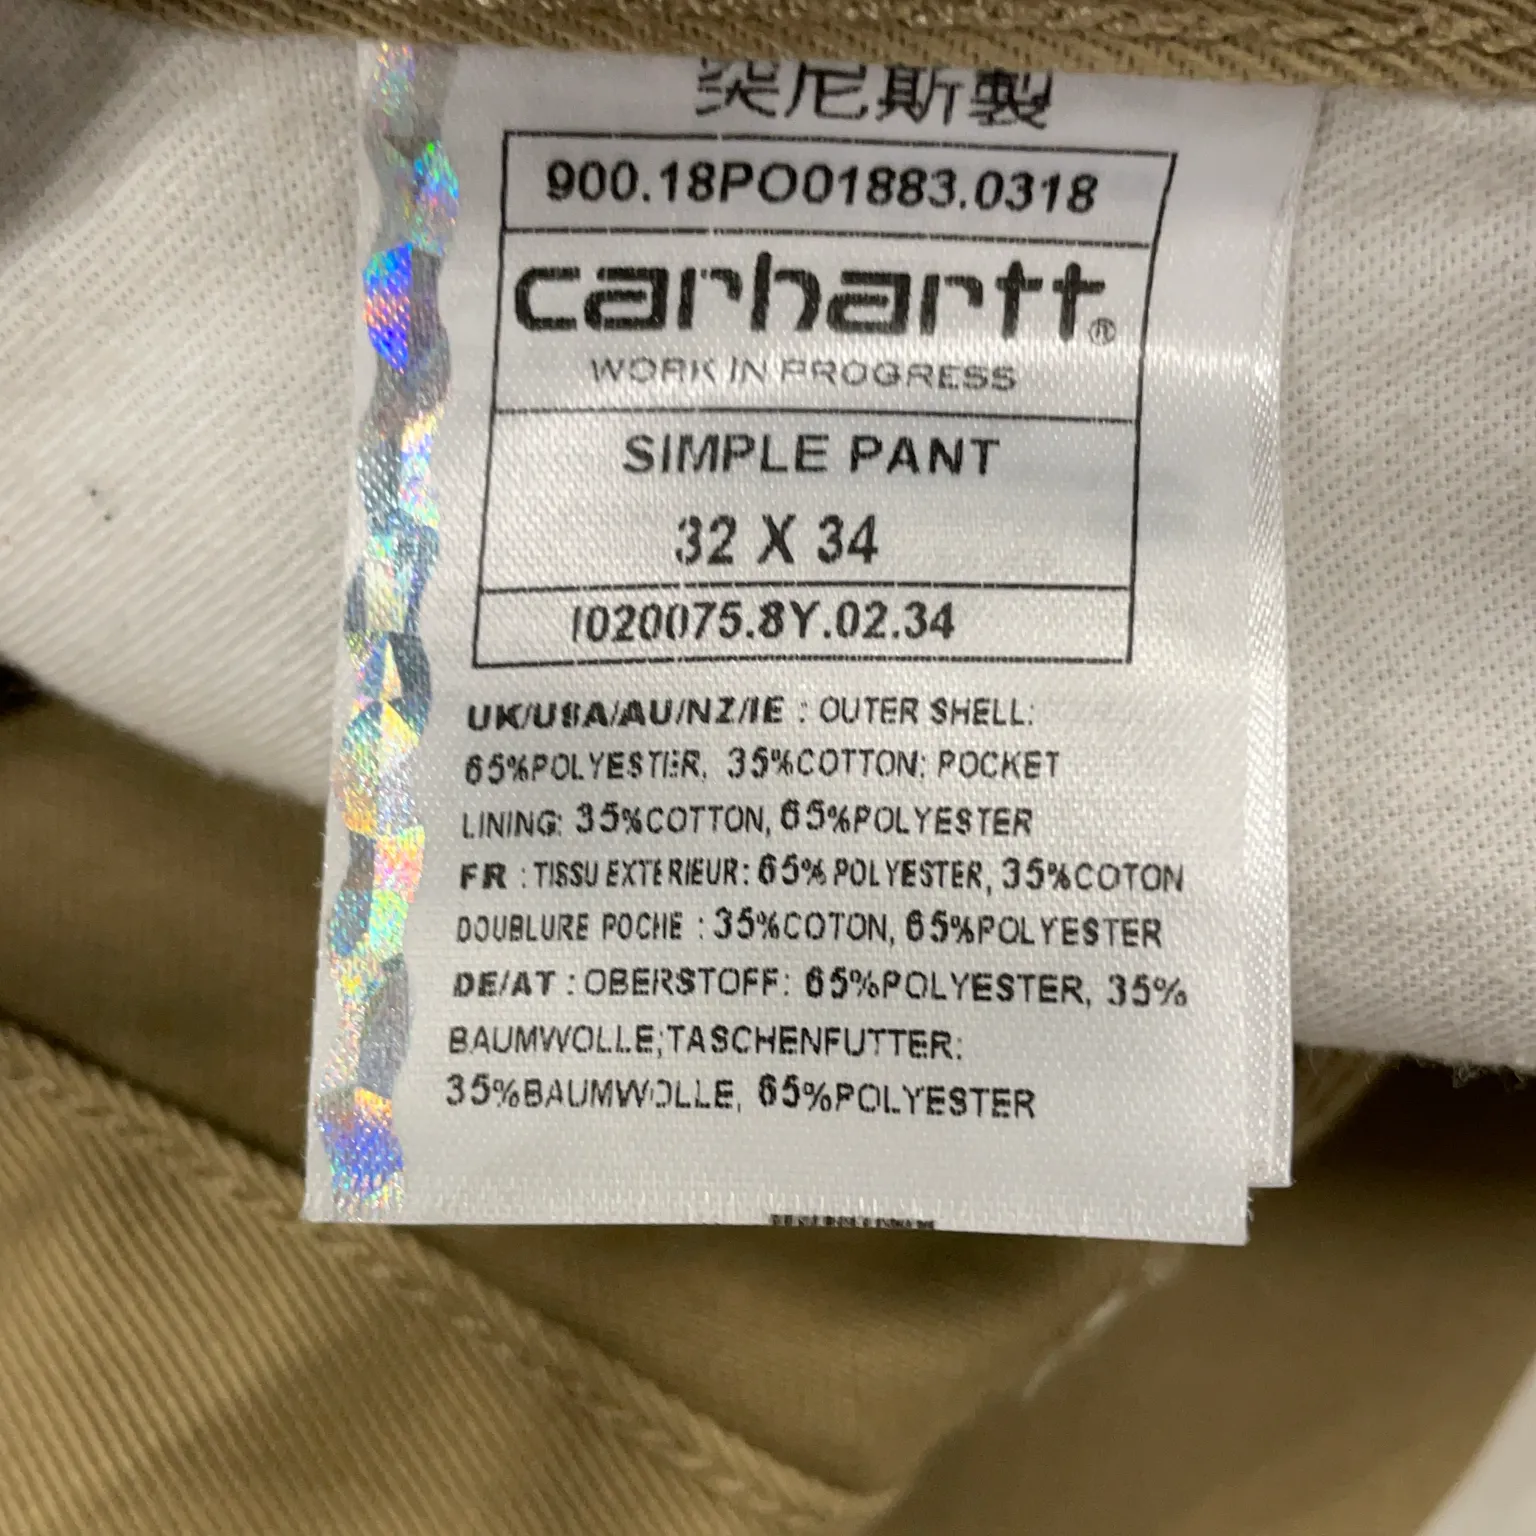 突尼斯製
900.18PO01883.0318
carhartt®
WORK IN PROGRESS
SIMPLE PANT
32 X 34
I020075.8Y.02.34
UK/USA/AU/NZ/IE : OUTER SHELL:
65%POLYESTER, 35%COTTON: POCKET
LINING: 35%COTTON, 65%POLYESTER
FR : TISSU EXTERIEUR: 65% POLYESTER, 35%COTON
DOUBLURE POCHE : 35%COTON, 65%POLYESTER
DE/AT : OBERSTOFF: 65%POLYESTER, 35%
BAUMWOLLE;TASCHENFUTTER:
35%BAUMWOLLE, 65%POLYESTER